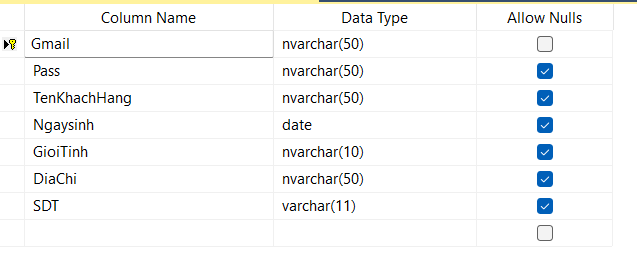 Column Name Data Type Allow Nulls
Gmail nvarchar(50)
Pass nvarchar(50)
TenKhachHang nvarchar(50)
Ngaysinh date
GioiTinh nvarchar(10)
DiaChi nvarchar(50)
SDT varchar(11)